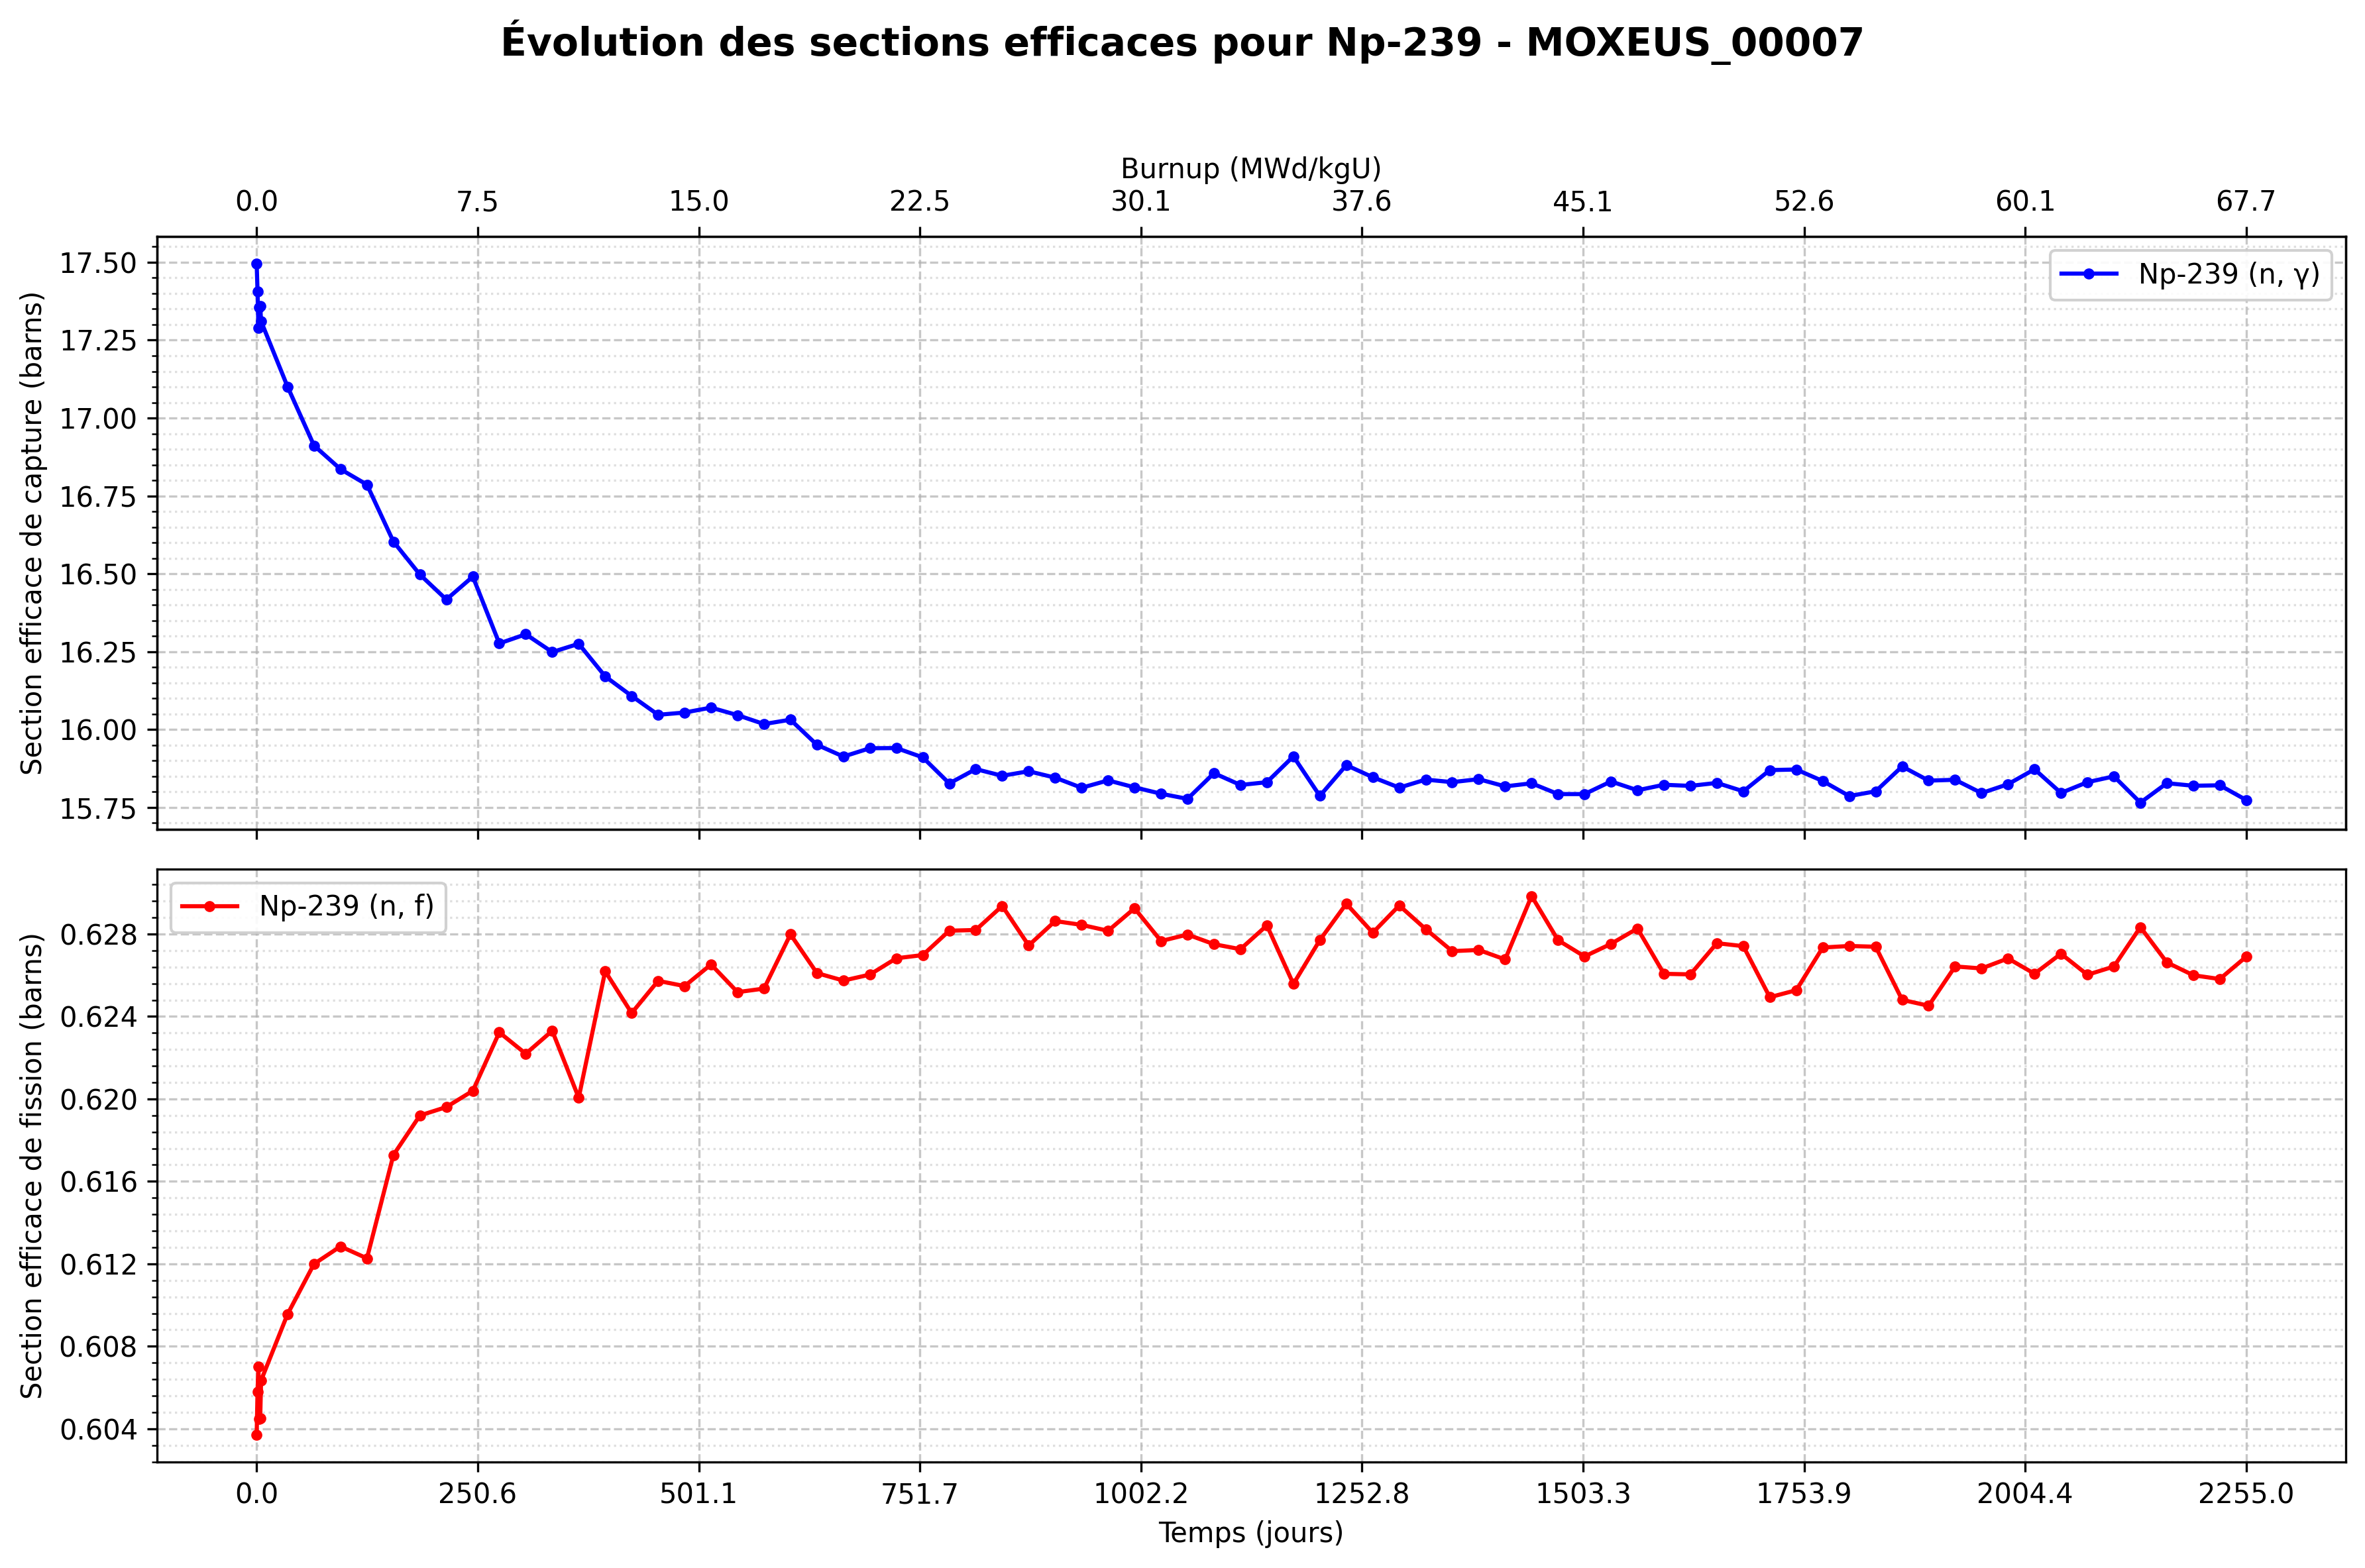 Évolution des sections efficaces pour Np-239 - MOXEUS_00007
Burnup (MWd/kgU)
0.0 7.5 15.0 22.5 30.1 37.6 45.1 52.6 60.1 67.7
Section efficace de capture (barns)
17.50
17.25
17.00
16.75
16.50
16.25
16.00
15.75
Np-239 (n, γ)
Section efficace de fission (barns)
0.628
0.624
0.620
0.616
0.612
0.608
0.604
Np-239 (n, f)
0.0 250.6 501.1 751.7 1002.2 1252.8 1503.3 1753.9 2004.4 2255.0
Temps (jours)